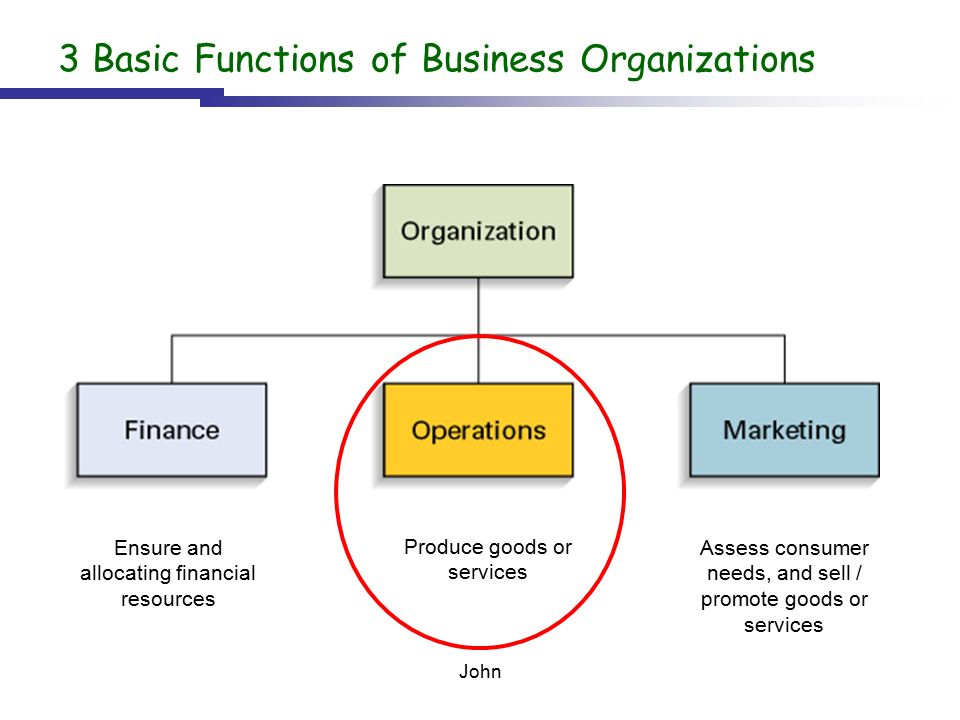 3 Basic Functions of Business Organizations
Organization
Finance
Operations
Marketing
Ensure and
allocating financial
resources
Produce goods or
services
Assess consumer
needs, and sell /
promote goods or
services
John